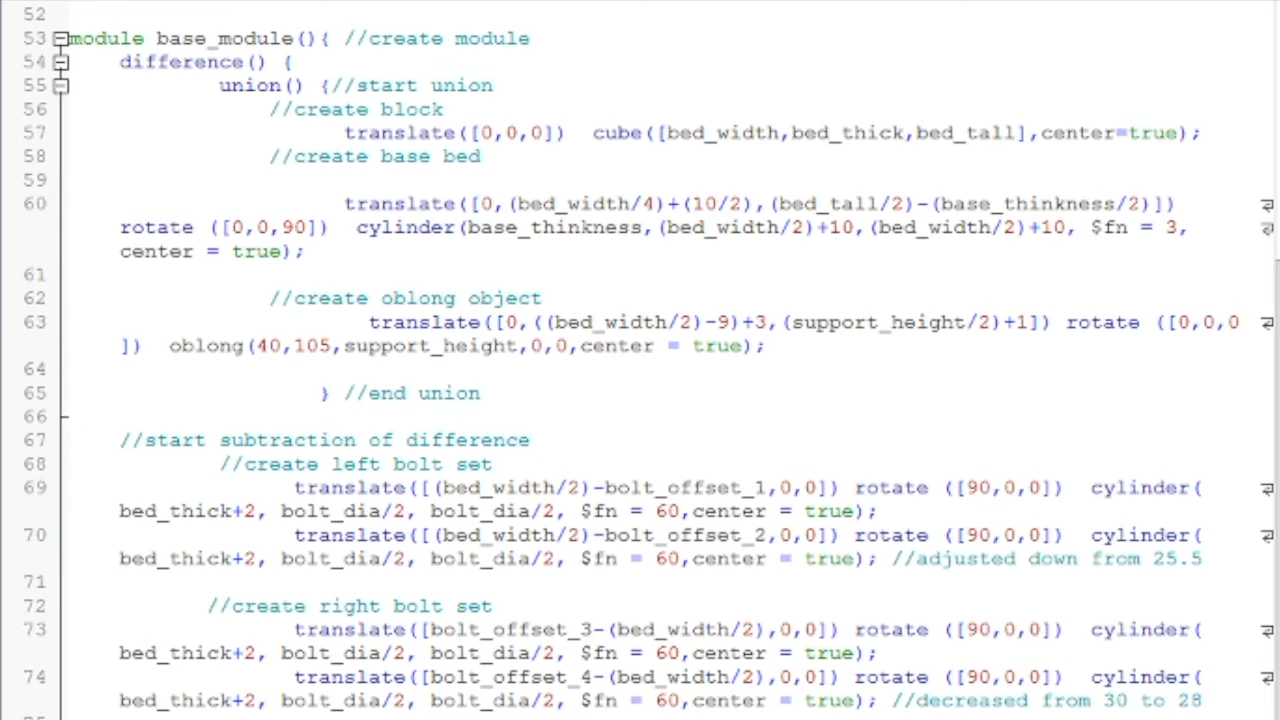 52
53 module base_module(){ //create module
54 difference() {
55 union() {//start union
56 //create block
57 translate([0,0,0]) cube([bed_width,bed_thick,bed_tall],center=true);
58 //create base bed
59
60 translate([0,(bed_width/4)+(10/2),(bed_tall/2)-(base_thinkness/2)])
rotate ([0,0,90]) cylinder(base_thinkness,(bed_width/2)+10,(bed_width/2)+10, $fn = 3,
center = true);
61
62 //create oblong object
63 translate([0,((bed_width/2)-9)+3,(support_height/2)+1]) rotate ([0,0,0
]) oblong(40,105,support_height,0,0,center = true);
64
65 } //end union
66
67 //start subtraction of difference
68 //create left bolt set
69 translate([(bed_width/2)-bolt_offset_1,0,0]) rotate ([90,0,0]) cylinder(
bed_thick+2, bolt_dia/2, bolt_dia/2, $fn = 60,center = true);
70 translate([(bed_width/2)-bolt_offset_2,0,0]) rotate ([90,0,0]) cylinder(
bed_thick+2, bolt_dia/2, bolt_dia/2, $fn = 60,center = true); //adjusted down from 25.5
71
72 //create right bolt set
73 translate([bolt_offset_3-(bed_width/2),0,0]) rotate ([90,0,0]) cylinder(
bed_thick+2, bolt_dia/2, bolt_dia/2, $fn = 60,center = true);
74 translate([bolt_offset_4-(bed_width/2),0,0]) rotate ([90,0,0]) cylinder(
bed_thick+2, bolt_dia/2, bolt_dia/2, $fn = 60,center = true); //decreased from 30 to 28